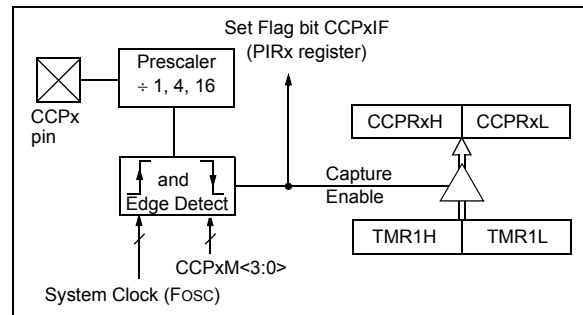 Set Flag bit CCPxIF
(PIRx register)
Prescaler
÷ 1, 4, 16
CCPx
pin
CCPRxH CCPRxL
and
Edge Detect
Capture
Enable
TMR1H TMR1L
CCPxM<3:0>
System Clock (FOSC)